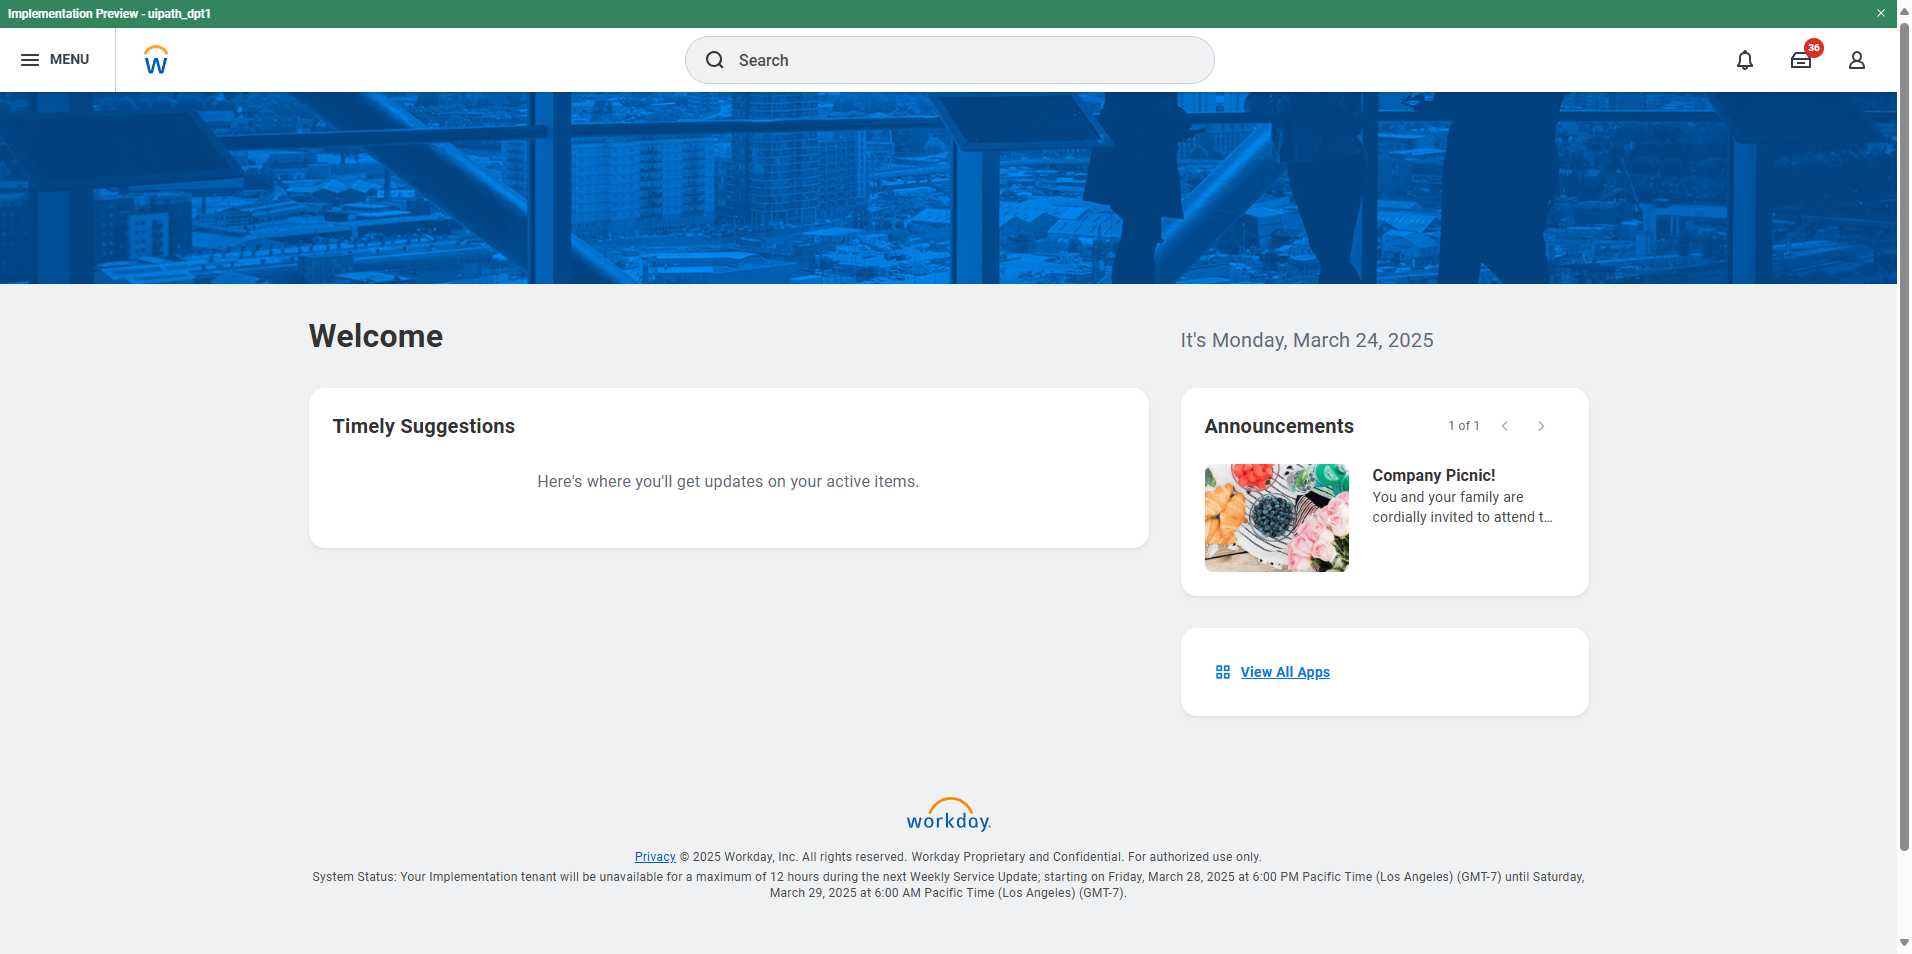 Implementation Preview - uipath_dpt1
MENU
W
Search
36
Welcome
It's Monday, March 24, 2025
Timely Suggestions
Here's where you'll get updates on your active items.
Announcements
1 of 1
Company Picnic!
You and your family are
cordially invited to attend t...
View All Apps
workday.
Privacy © 2025 Workday, Inc. All rights reserved. Workday Proprietary and Confidential. For authorized use only.
System Status: Your Implementation tenant will be unavailable for a maximum of 12 hours during the next Weekly Service Update; starting on Friday, March 28, 2025 at 6:00 PM Pacific Time (Los Angeles) (GMT-7) until Saturday,
March 29, 2025 at 6:00 AM Pacific Time (Los Angeles) (GMT-7).